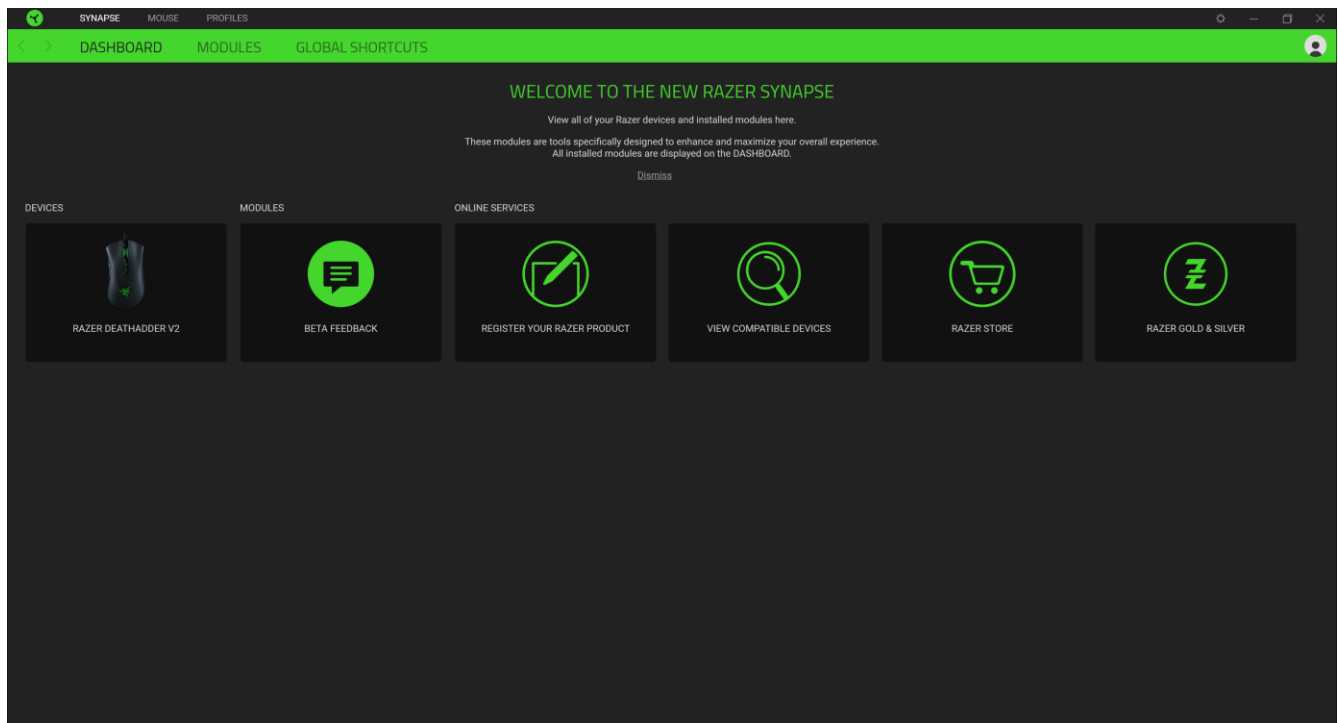 SYNAPSE MOUSE PROFILES
DASHBOARD MODULES GLOBAL SHORTCUTS
WELCOME TO THE NEW RAZER SYNAPSE
View all of your Razer devices and installed modules here.
These modules are tools specifically designed to enhance and maximize your overall experience.
All installed modules are displayed on the DASHBOARD.
Dismiss
DEVICES MODULES ONLINE SERVICES
RAZER DEATHADDER V2 BETA FEEDBACK REGISTER YOUR RAZER PRODUCT VIEW COMPATIBLE DEVICES RAZER STORE RAZER GOLD & SILVER